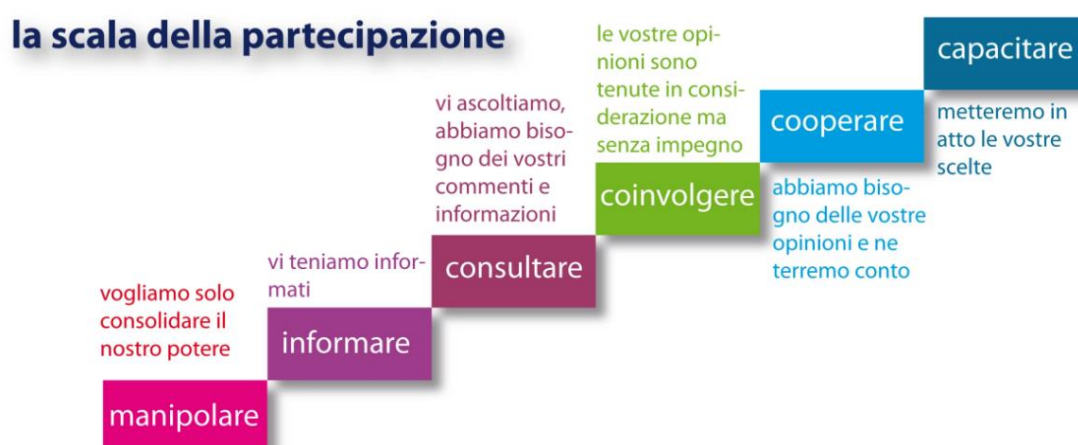 la scala della partecipazione
manipolare
vogliamo solo
consolidare il
nostro potere
informare
vi teniamo infor-
mati
consultare
vi ascoltiamo,
abbiamo biso-
gno dei vostri
commenti e
informazioni
coinvolgere
le vostre opi-
nioni sono
tenute in consi-
derazione ma
senza impegno
cooperare
abbiamo biso-
gno delle vostre
opinioni e ne
terremo conto
capacitare
metteremo in
atto le vostre
scelte